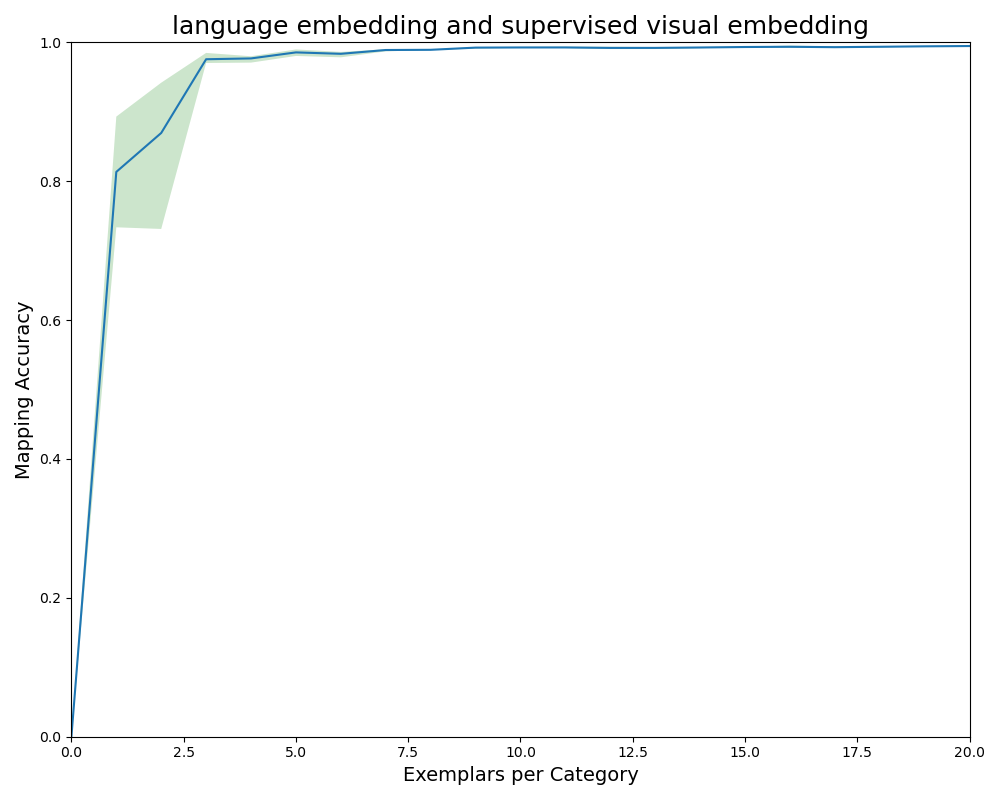 language embedding and supervised visual embedding
1.0
0.8
0.6
0.4
0.2
0.0
Mapping Accuracy
0.0 2.5 5.0 7.5 10.0 12.5 15.0 17.5 20.0
Exemplars per Category